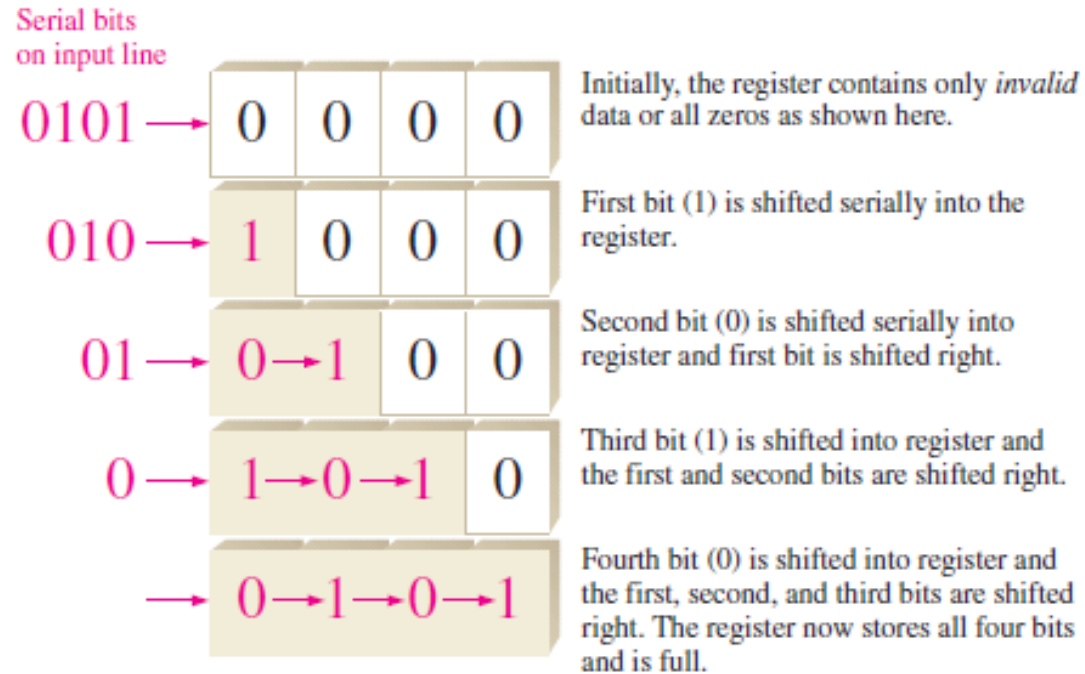 Serial bits
on input line
0101 → 0 0 0 0
Initially, the register contains only invalid
data or all zeros as shown here.
010 → 1 0 0 0
First bit (1) is shifted serially into the
register.
01 → 0→1 0 0
Second bit (0) is shifted serially into
register and first bit is shifted right.
0 → 1→0→1 0
Third bit (1) is shifted into register and
the first and second bits are shifted right.
→ 0→1→0→1
Fourth bit (0) is shifted into register and
the first, second, and third bits are shifted
right. The register now stores all four bits
and is full.